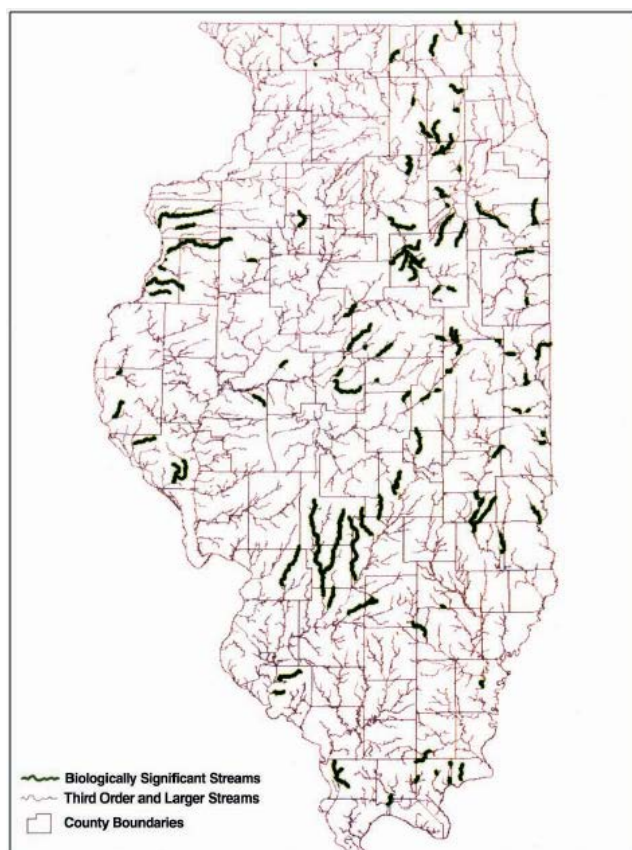 Biologically Significant Streams
Third Order and Larger Streams
County Boundaries